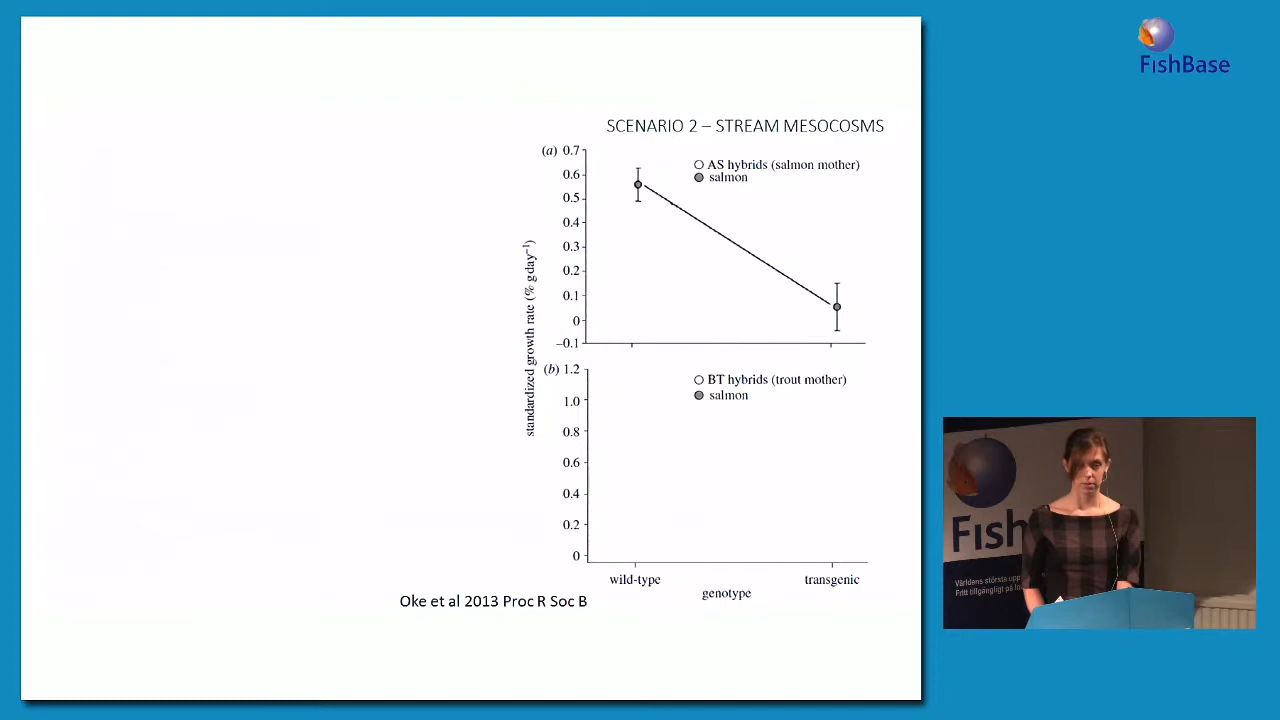 FishBase
SCENARIO 2 – STREAM MESOCOSMS
(a) 0.7
0.6
0.5
0.4
0.3
0.2
0.1
0
–0.1
AS hybrids (salmon mother)
salmon
standardized growth rate (% g day–1)
(b) 1.2
1.0
0.8
0.6
0.4
0.2
0
BT hybrids (trout mother)
salmon
wild-type
transgenic
genotype
Oke et al 2013 Proc R Soc B
Fish
Världens största upp
Fritt tillgängligt på